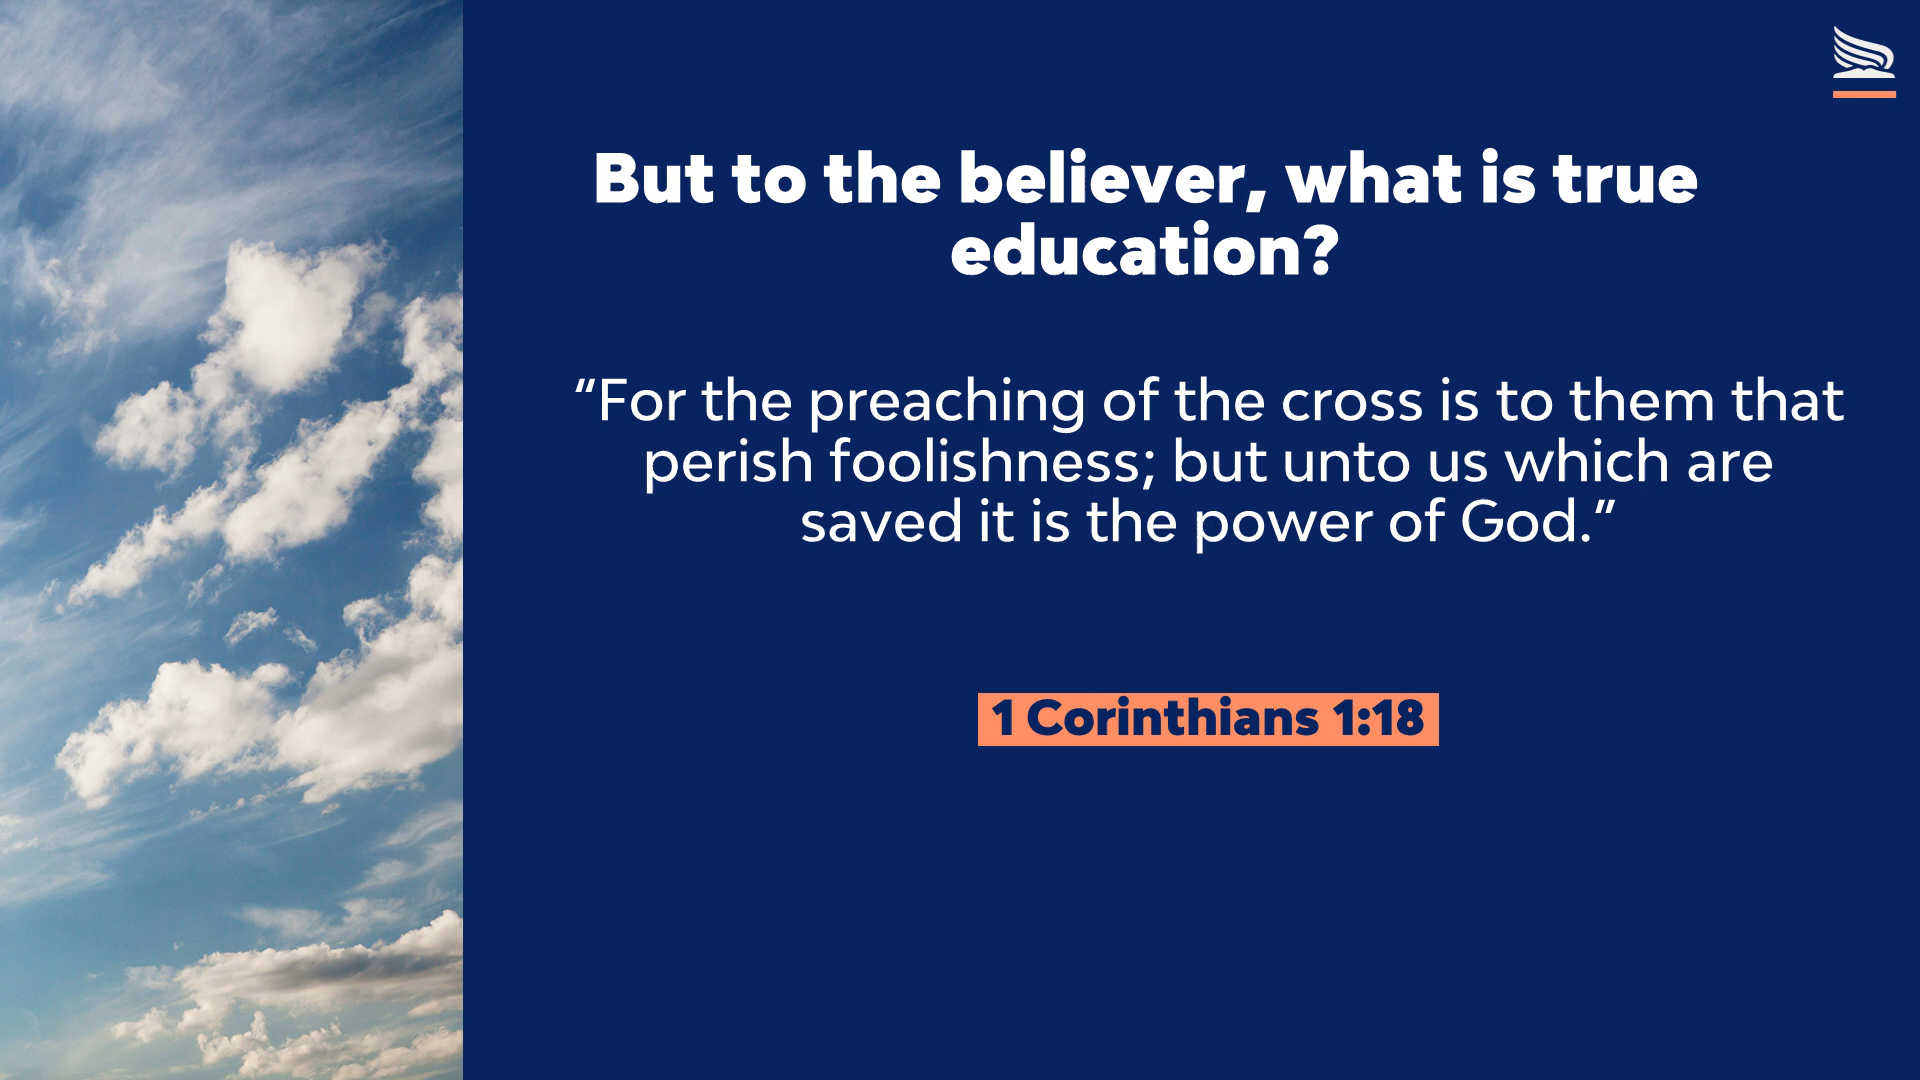 But to the believer, what is true
education?
“For the preaching of the cross is to them that
perish foolishness; but unto us which are
saved it is the power of God.”
1 Corinthians 1:18